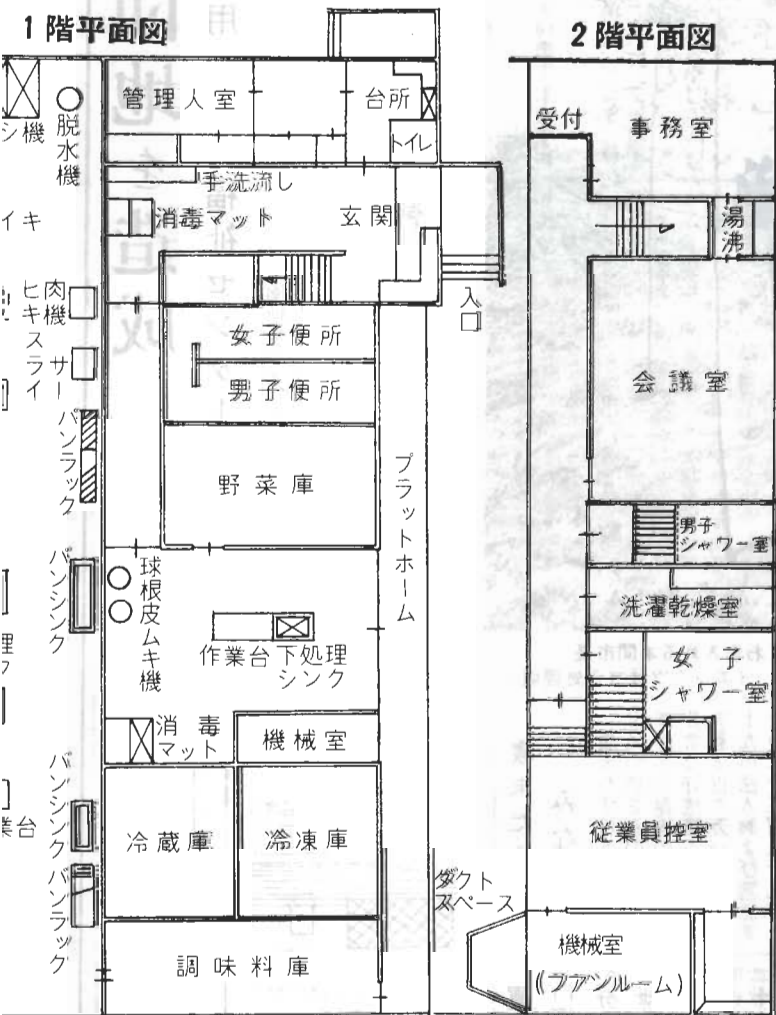 1階平面図
管理人室
台所
トイレ
脱水機
シ機
手洗流し
消毒マット
玄関
イキ
入口
肉機
ヒキ
スライ
サー
女子便所
男子便所
パンラック
野菜庫
プラットホーム
パンシンク
球根皮ムキ機
作業台下処理
シンク
理
消毒
マット
機械室
パンシンク
業台
冷蔵庫
冷凍庫
パンラック
ダクト
スペース
調味料庫
2階平面図
受付
事務室
湯沸
会議室
男子
シャワー室
洗濯乾燥室
女子
シャワー室
従業員控室
機械室
(ファンルーム)